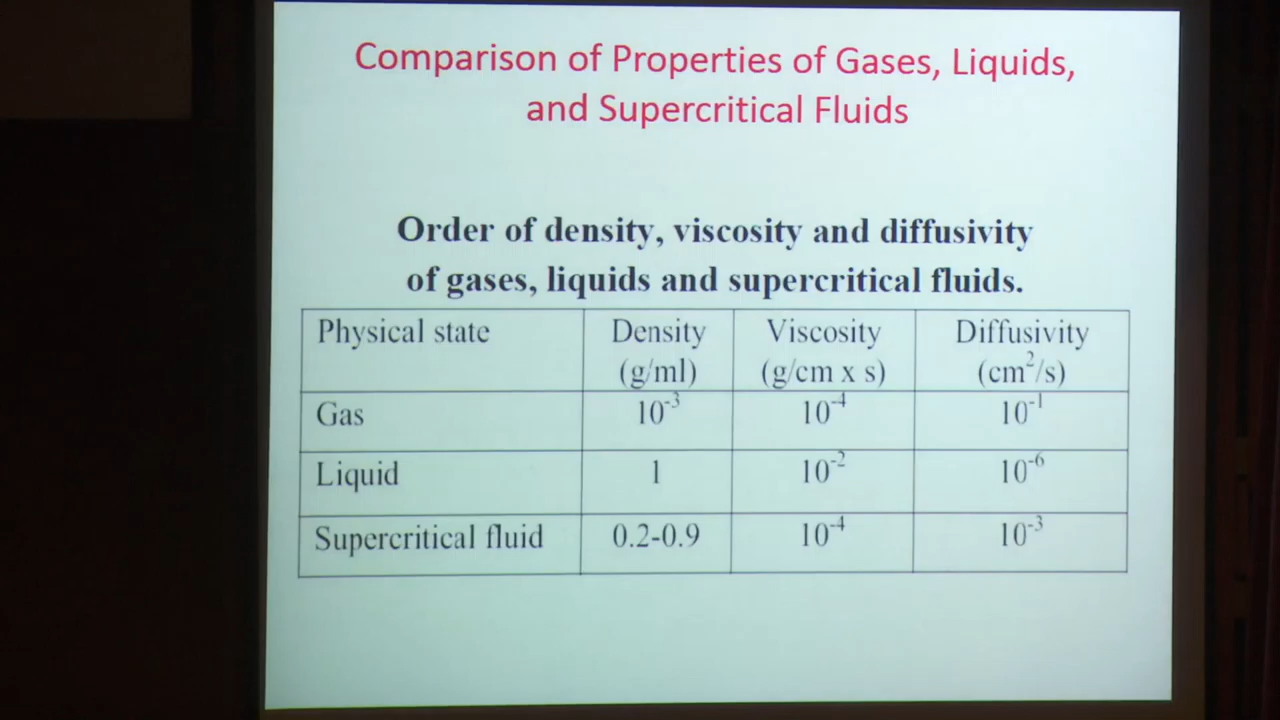 Comparison of Properties of Gases, Liquids,
and Supercritical Fluids
Order of density, viscosity and diffusivity
of gases, liquids and supercritical fluids.
Physical state Density Viscosity Diffusivity
(g/ml) (g/cm x s) (cm²/s)
Gas 10⁻³ 10⁻⁴ 10⁻¹
Liquid 1 10⁻² 10⁻⁶
Supercritical fluid 0.2-0.9 10⁻⁴ 10⁻³